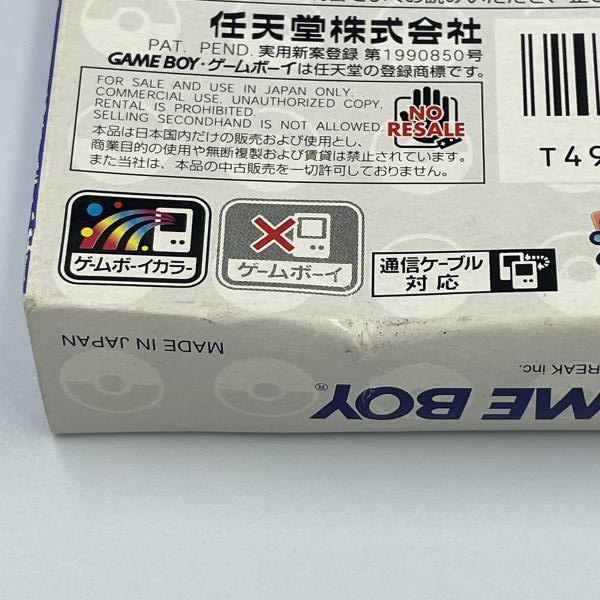 任天堂株式会社
PAT. PEND. 実用新案登録 第1990850号
GAME BOY・ゲームボーイは任天堂の登録商標です。
FOR SALE AND USE IN JAPAN ONLY.
COMMERCIAL USE, UNAUTHORIZED COPY,
RENTAL IS PROHIBITED.
SELLING SECONDHAND IS NOT ALLOWED.
本品は日本国内だけの販売および使用とし、
商業目的の使用や無断複製および賃貸は禁止されています。
また当社は、本品の中古販売を一切許可しておりません。
NO
RESALE
T49
ゲームボーイカラー
ゲームボーイ
通信ケーブル
対応
MADE IN JAPAN
REAK inc.
ME BOY®